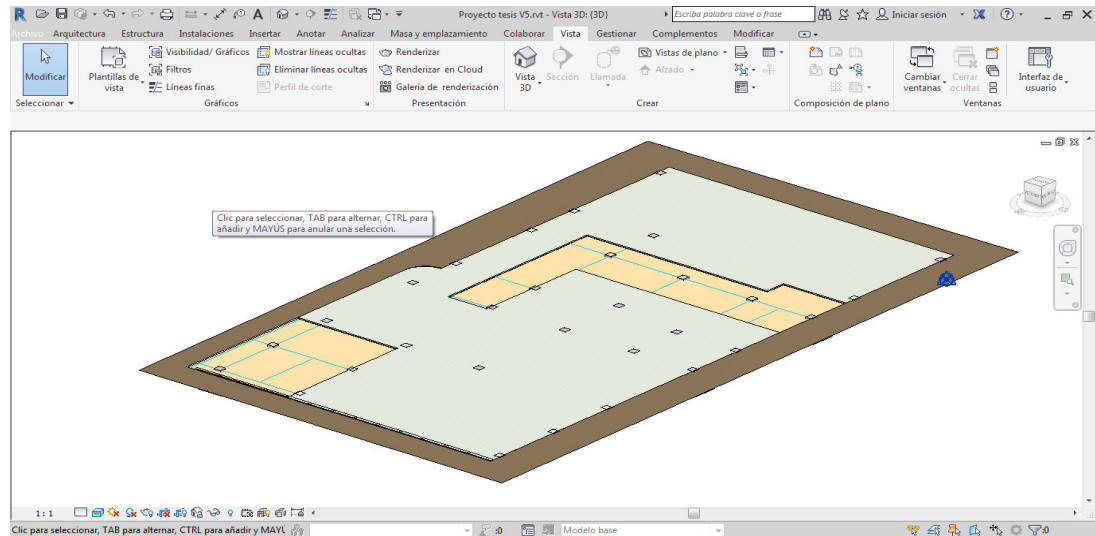 Proyecto tesis V5.rvt - Vista 3D: {3D}
Escriba palabra clave o frase
Iniciar sesión
Archivo Arquitectura Estructura Instalaciones Insertar Anotar Analizar Masa y emplazamiento Colaborar Vista Gestionar Complementos Modificar
Modificar
Plantillas de vista
Visibilidad/ Gráficos
Filtros
Líneas finas
Mostrar líneas ocultas
Eliminar líneas ocultas
Perfil de corte
Renderizar
Renderizar en Cloud
Galería de renderización
Vista 3D
Sección
Llamada
Vistas de plano
Alzado
Cambiar ventanas
Cerrar ocultas
Interfaz de usuario
Seleccionar
Gráficos
Presentación
Crear
Composición de plano
Ventanas
Clic para seleccionar, TAB para alternar, CTRL para
añadir y MAYÚS para anular una selección.
1:1
Clic para seleccionar, TAB para alternar, CTRL para añadir y MAYÚ
:0
Modelo base
:0